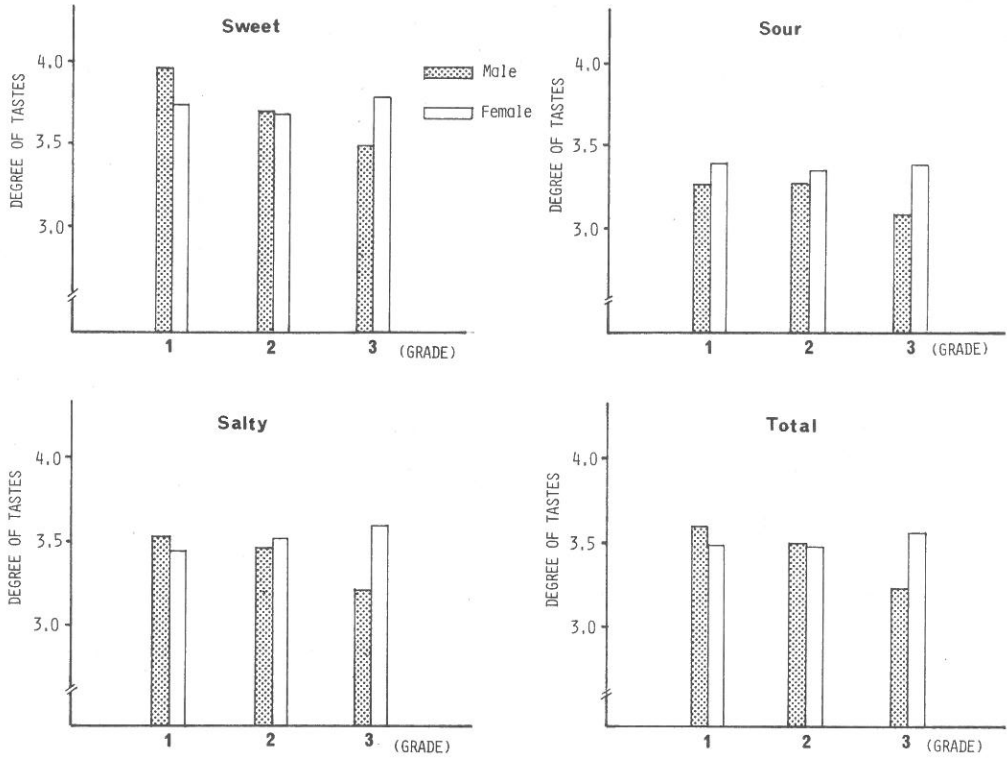 Sweet
DEGREE OF TASTES
4.0
3.5
3.0
1 2 3 (GRADE)
Male
Female
Sour
DEGREE OF TASTES
4.0
3.5
3.0
1 2 3 (GRADE)
Salty
DEGREE OF TASTES
4.0
3.5
3.0
1 2 3 (GRADE)
Total
DEGREE OF TASTES
4.0
3.5
3.0
1 2 3 (GRADE)